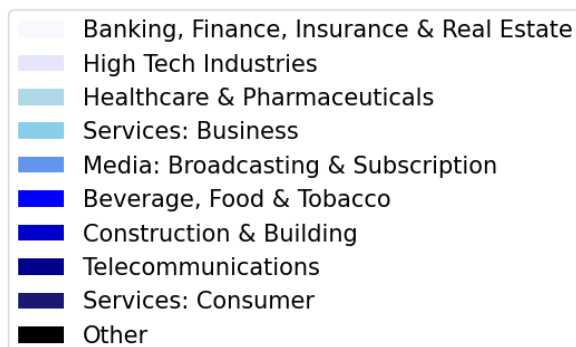 Banking, Finance, Insurance & Real Estate
High Tech Industries
Healthcare & Pharmaceuticals
Services: Business
Media: Broadcasting & Subscription
Beverage, Food & Tobacco
Construction & Building
Telecommunications
Services: Consumer
Other